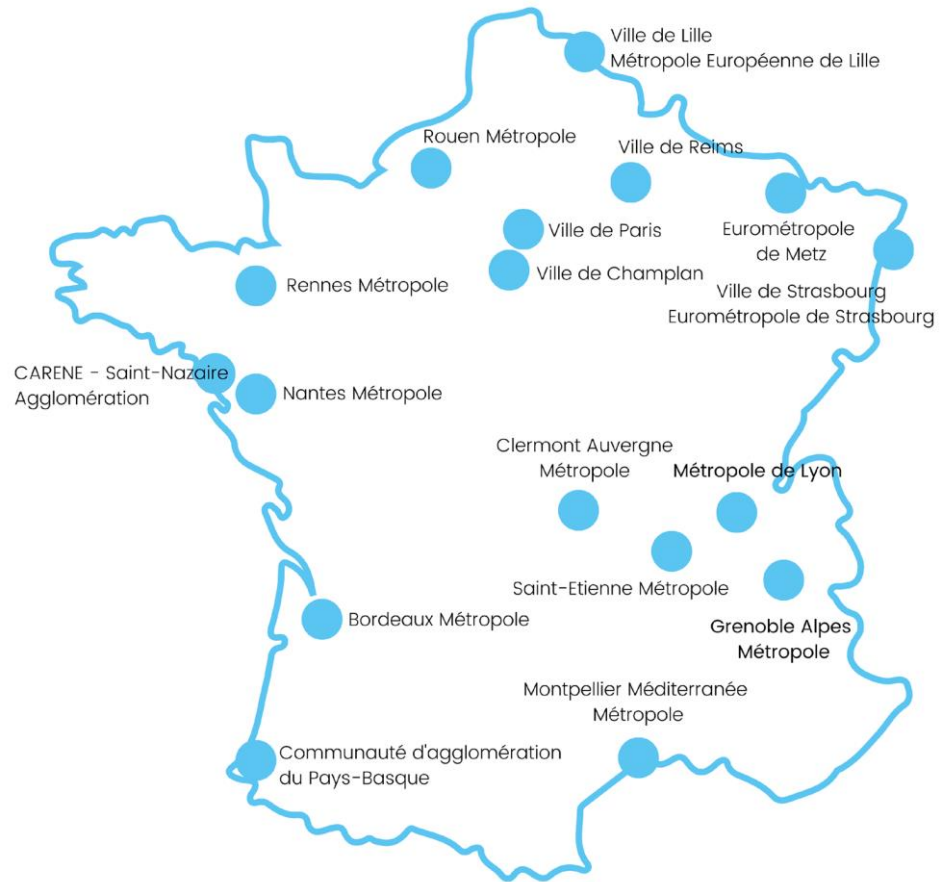 Ville de Lille
Métropole Européenne de Lille
Rouen Métropole
Ville de Reims
Ville de Paris
Eurométropole
de Metz
Ville de Champlan
Rennes Métropole
Ville de Strasbourg
Eurométropole de Strasbourg
CARENE - Saint-Nazaire
Agglomération
Nantes Métropole
Clermont Auvergne
Métropole
Métropole de Lyon
Saint-Etienne Métropole
Bordeaux Métropole
Grenoble Alpes
Métropole
Montpellier Méditerranée
Métropole
Communauté d'agglomération
du Pays-Basque